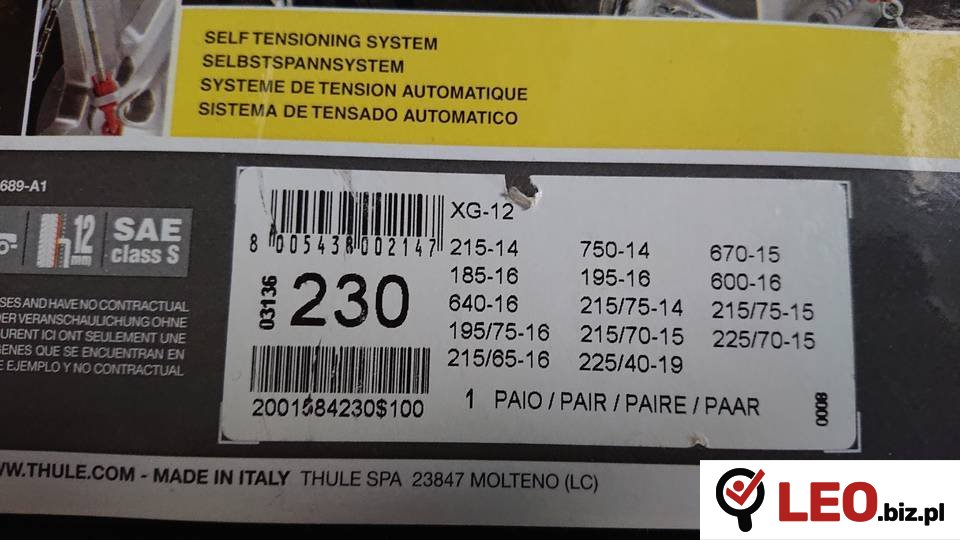 SELF TENSIONING SYSTEM
SELBSTSPANNSYSTEM
SYSTEME DE TENSION AUTOMATIQUE
SISTEMA DE TENSADO AUTOMATICO
689-A1
12
mm
SAE
class S
SES AND HAVE NO CONTRACTUAL
DER VERANSCHAULICHUNG OHNE
URENT ICI ONT SEULEMENT UNE
GENES QUE SE ENCUENTRAN EN
E EJEMPLO Y NO CONTRACTUAL
8 005438 002147
03136
230
2001584230$100
XG-12
215-14 750-14 670-15
185-16 195-16 600-16
640-16 215/75-14 215/75-15
195/75-16 215/70-15 225/70-15
215/65-16 225/40-19
1 PAIO / PAIR / PAIRE / PAAR
0008
WWW.THULE.COM - MADE IN ITALY THULE SPA 23847 MOLTENO (LC)
LEO.biz.pl